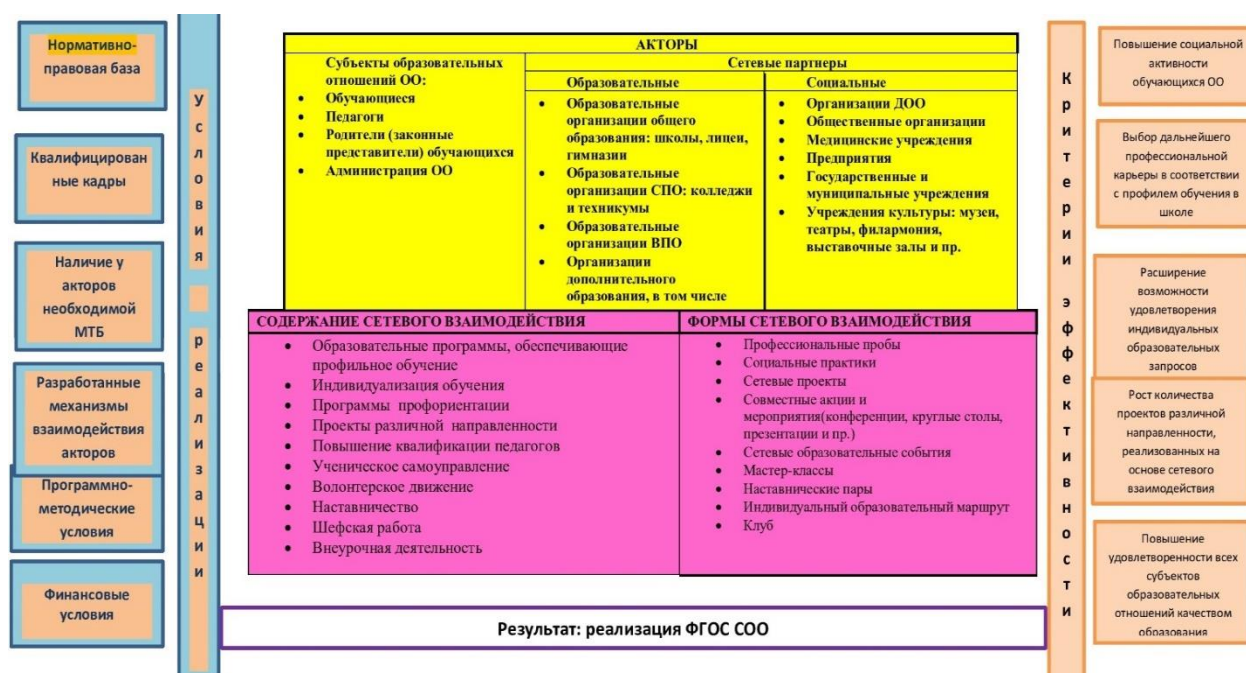 Нормативно-
правовая база
Квалифицирован
ные кадры
Наличие у
акторов
необходимой
МТБ
Разработанные
механизмы
взаимодействия
акторов
Программно-
методические
условия
Финансовые
условия
Условия реализации
АКТОРЫ
Субъекты образовательных
отношений ОО:
• Обучающиеся
• Педагоги
• Родители (законные
представители) обучающихся
• Администрация ОО
Сетевые партнеры
Образовательные
• Образовательные
организации общего
образования: школы, лицеи,
гимназии
• Образовательные
организации СПО: колледжи
и техникумы
• Образовательные
организации ВПО
• Организации
дополнительного
образования, в том числе
Социальные
• Организации ДОО
• Общественные организации
• Медицинские учреждения
• Предприятия
• Государственные и
муниципальные учреждения
• Учреждения культуры: музеи,
театры, филармония,
выставочные залы и пр.
СОДЕРЖАНИЕ СЕТЕВОГО ВЗАИМОДЕЙСТВИЯ
• Образовательные программы, обеспечивающие
профильное обучение
• Индивидуализация обучения
• Программы профориентации
• Проекты различной направленности
• Повышение квалификации педагогов
• Ученическое самоуправление
• Волонтерское движение
• Наставничество
• Шефская работа
• Внеурочная деятельность
ФОРМЫ СЕТЕВОГО ВЗАИМОДЕЙСТВИЯ
• Профессиональные пробы
• Социальные практики
• Сетевые проекты
• Совместные акции и
мероприятия(конференции, круглые столы,
презентации и пр.)
• Сетевые образовательные события
• Мастер-классы
• Наставнические пары
• Индивидуальный образовательный маршрут
• Клуб
Результат: реализация ФГОС СОО
Критерии эффективности
Повышение социальной
активности
обучающихся ОО
Выбор дальнейшего
профессиональной
карьеры в соответствии
с профилем обучения в
школе
Расширение
возможности
удовлетворения
индивидуальных
образовательных
запросов
Рост количества
проектов различной
направленности,
реализованных на
основе сетевого
взаимодействия
Повышение
удовлетворенности всех
субъектов
образовательных
отношений качеством
образования